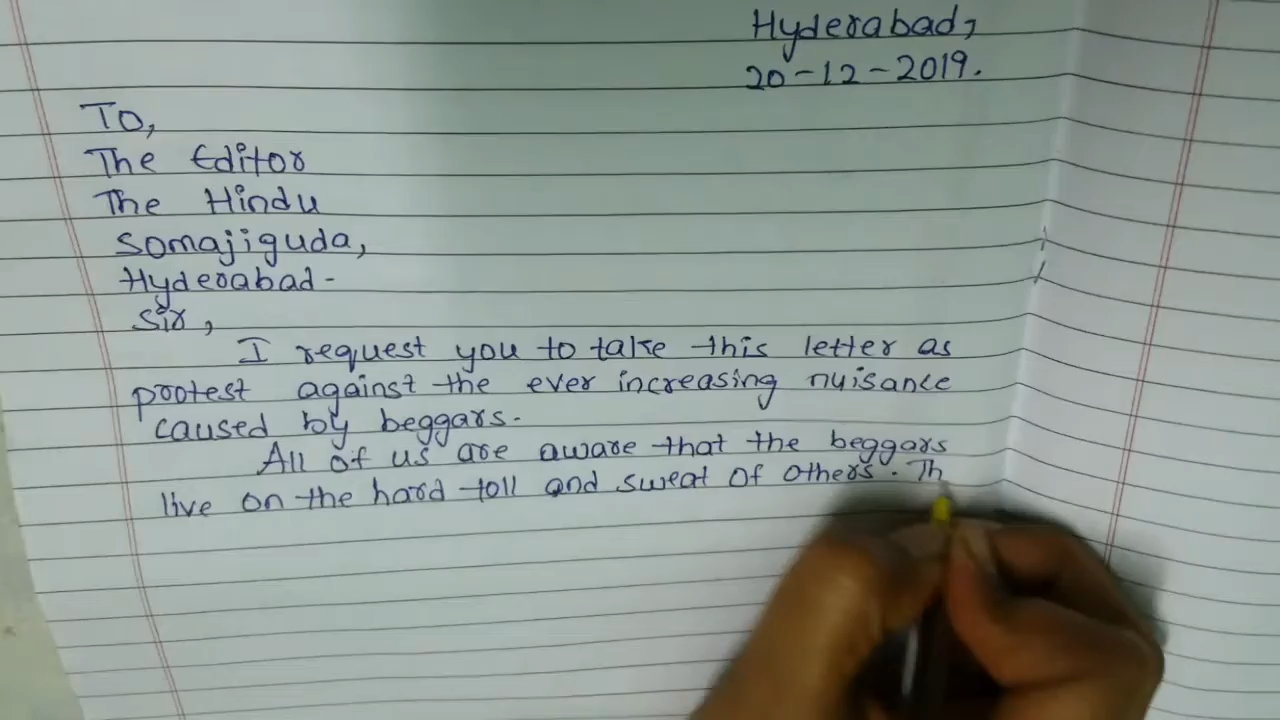 Hyderabad,
20-12-2019.
To,
The Editor
The Hindu
Somajiguda,
Hyderabad-
Sir,
I request you to take this letter as
protest against the ever increasing nuisance
caused by beggars.
All of us are aware that the beggars
live on the hard toll and sweat of others. Th